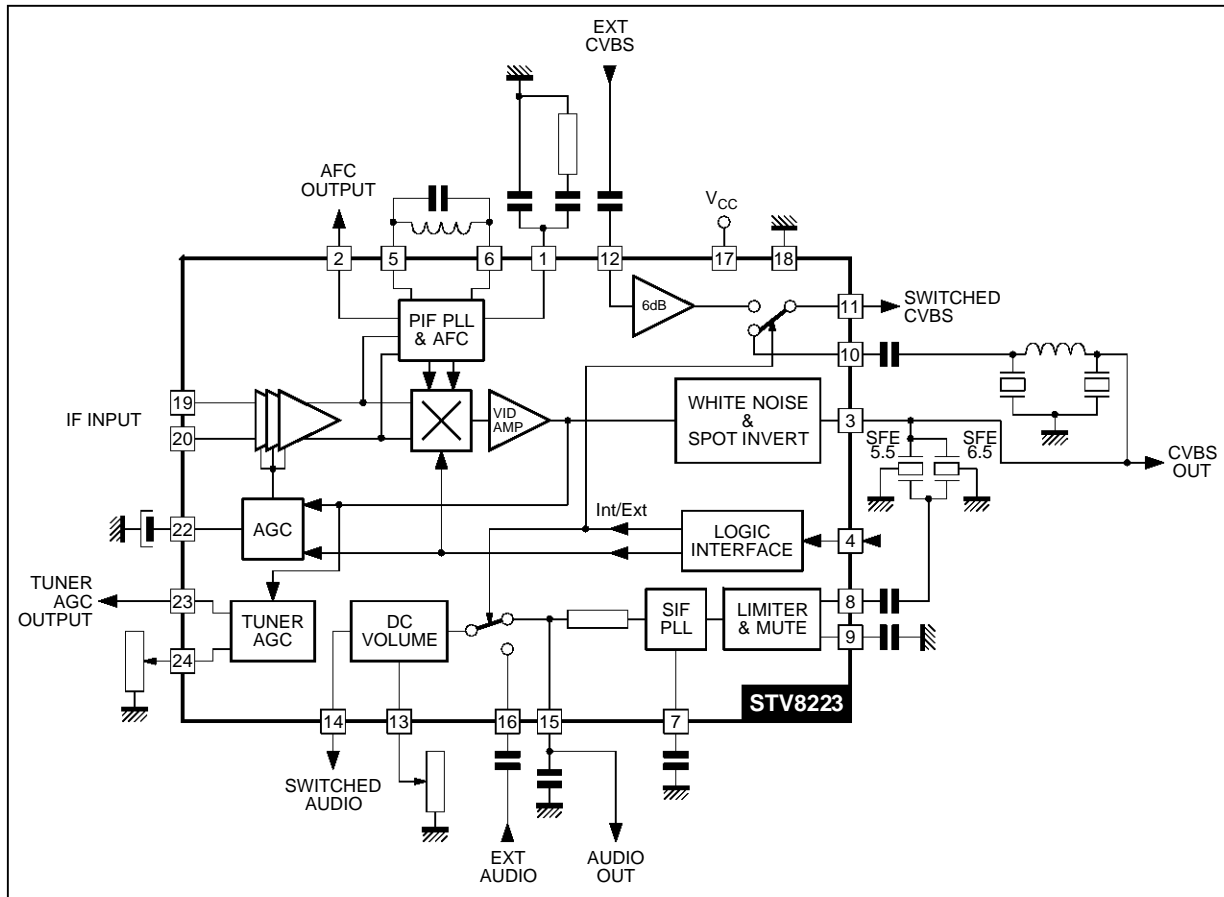 EXT
CVBS
AFC
OUTPUT
VCC
2
5
6
1
12
17
18
PIF PLL
& AFC
6dB
11
SWITCHED
CVBS
10
19
IF INPUT
20
VID
AMP
WHITE NOISE
&
SPOT INVERT
3
SFE
5.5
SFE
6.5
CVBS
OUT
22
AGC
Int/Ext
LOGIC
INTERFACE
4
TUNER
AGC
OUTPUT
23
24
TUNER
AGC
DC
VOLUME
SIF
PLL
LIMITER
& MUTE
8
9
STV8223
14
13
16
15
7
SWITCHED
AUDIO
EXT
AUDIO
AUDIO
OUT